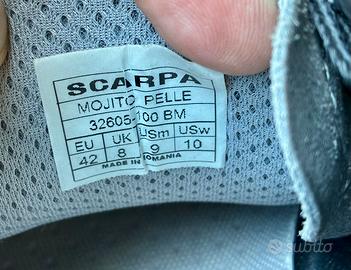 SCARPA
MOJITO PELLE
32605-100 BM
EU UK USm USw
42 8 9 10
MADE IN ROMANIA
subito